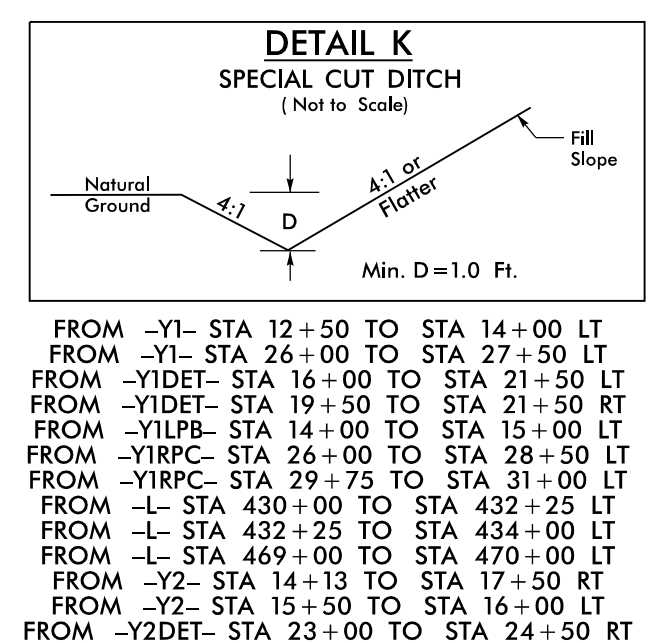 DETAIL K
SPECIAL CUT DITCH
( Not to Scale)
Fill
Slope
Natural
Ground
4:1
D
4:1 or
Flatter
Min. D=1.0 Ft.
FROM –Y1– STA 12+50 TO STA 14+00 LT
FROM –Y1– STA 26+00 TO STA 27+50 LT
FROM –Y1DET– STA 16+00 TO STA 21+50 LT
FROM –Y1DET– STA 19+50 TO STA 21+50 RT
FROM –Y1LPB– STA 14+00 TO STA 15+00 LT
FROM –Y1RPC– STA 26+00 TO STA 28+50 LT
FROM –Y1RPC– STA 29+75 TO STA 31+00 LT
FROM –L– STA 430+00 TO STA 432+25 LT
FROM –L– STA 432+25 TO STA 434+00 LT
FROM –L– STA 469+00 TO STA 470+00 LT
FROM –Y2– STA 14+13 TO STA 17+50 RT
FROM –Y2– STA 15+50 TO STA 16+00 LT
FROM –Y2DET– STA 23+00 TO STA 24+50 RT